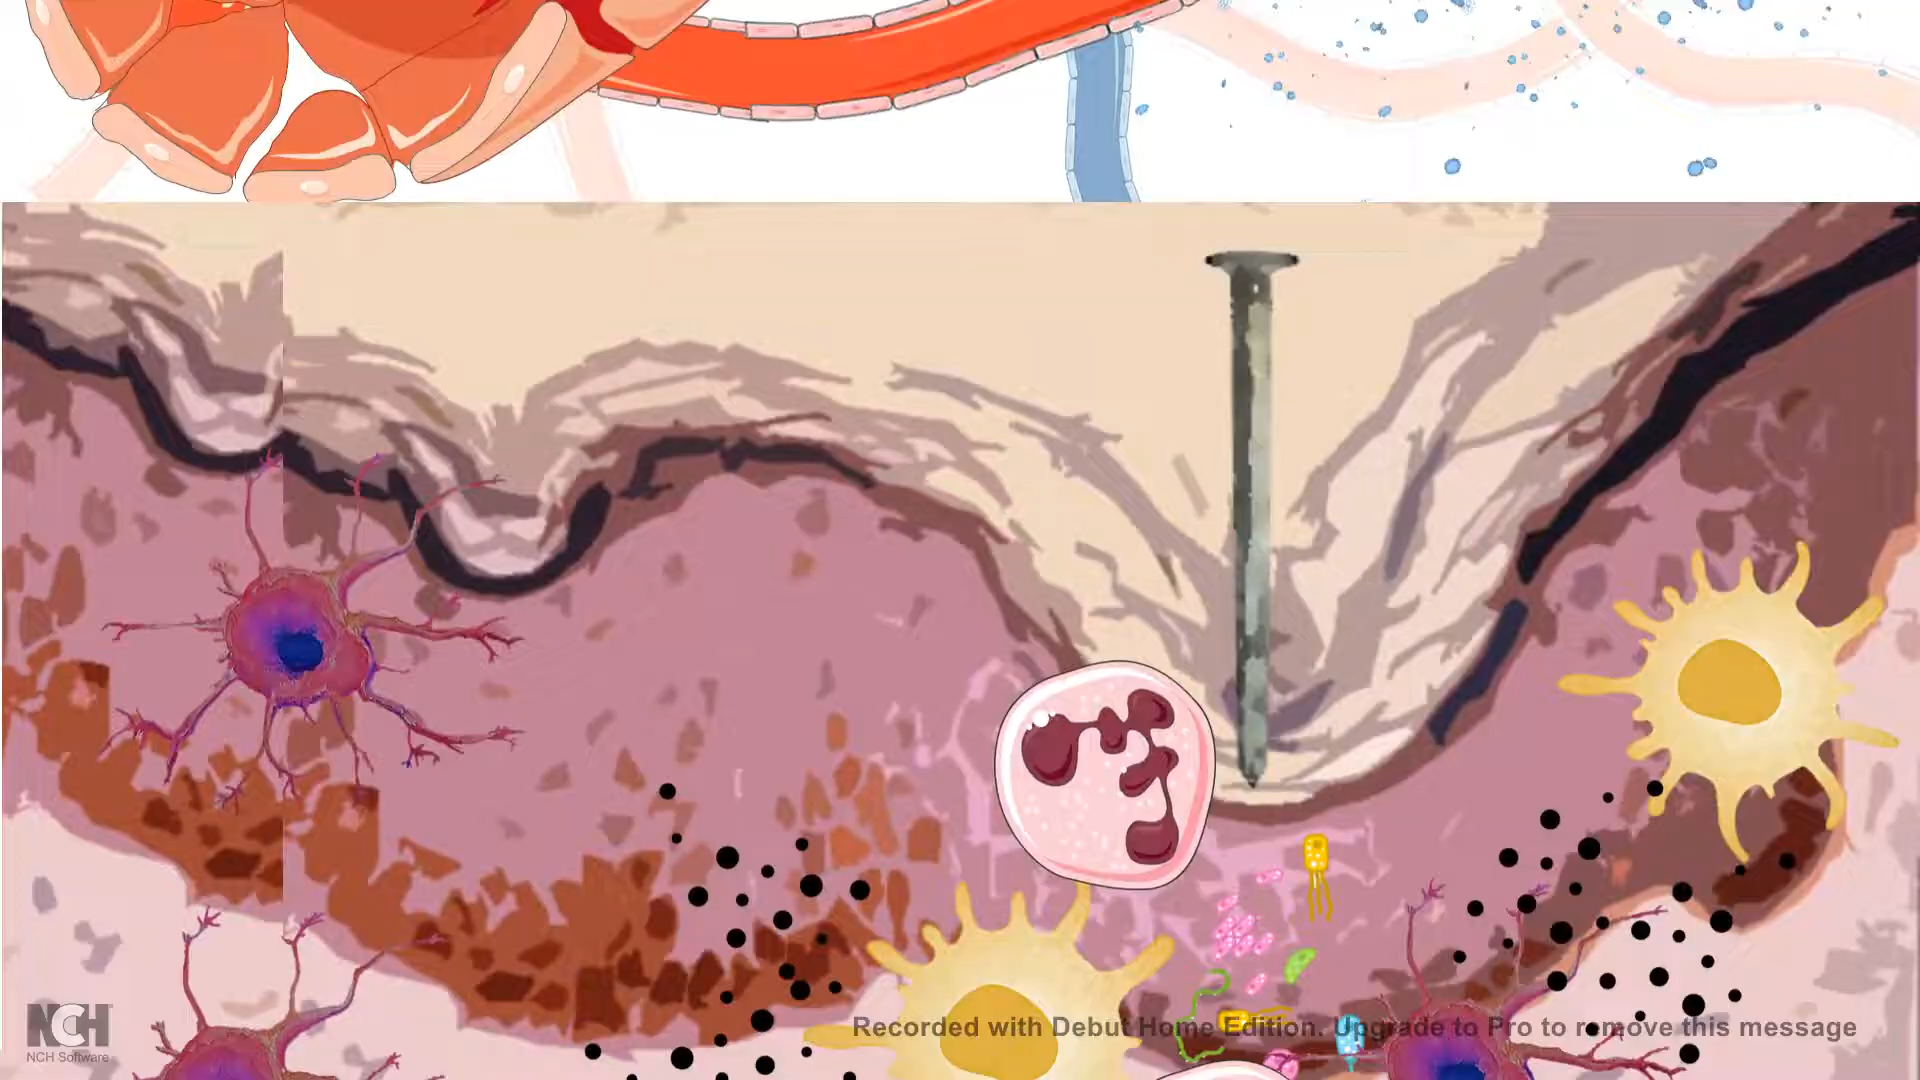 NCH
NCH Software
Recorded with Debut Home Edition. Upgrade to Pro to remove this message